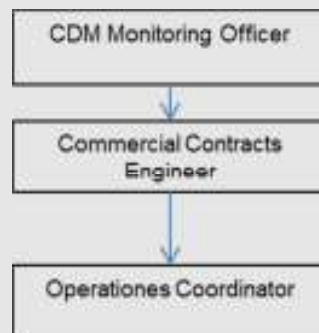 CDM Monitoring Officer
Commercial Contracts
Engineer
Operationes Coordinator